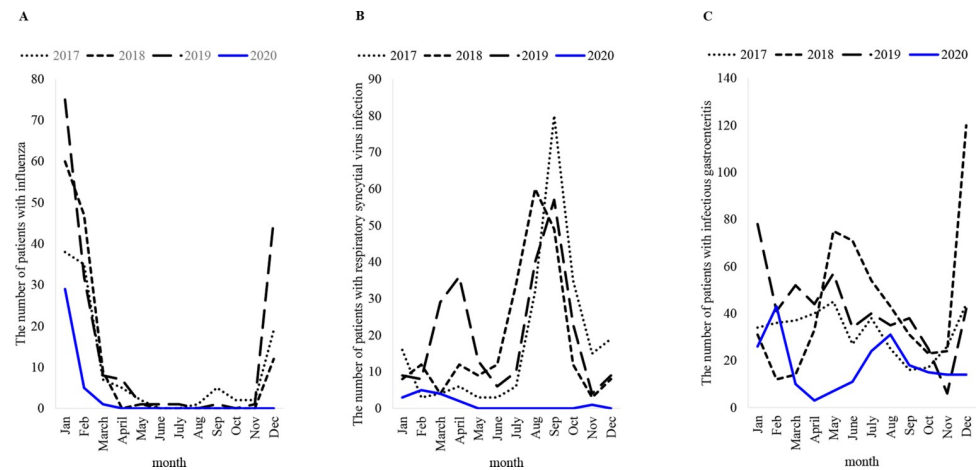 A
2017 2018 2019 2020
The number of patients with influenza
80
70
60
50
40
30
20
10
0
Jan Feb March April May June July Aug Sep Oct Nov Dec
month
B
2017 2018 2019 2020
The number of patients with respiratory syncytial virus infection
90
80
70
60
50
40
30
20
10
0
Jan Feb March April May June July Aug Sep Oct Nov Dec
month
C
2017 2018 2019 2020
The number of patients with infectious gastroenteritis
140
120
100
80
60
40
20
0
Jan Feb March April May June July Aug Sep Oct Nov Dec
month